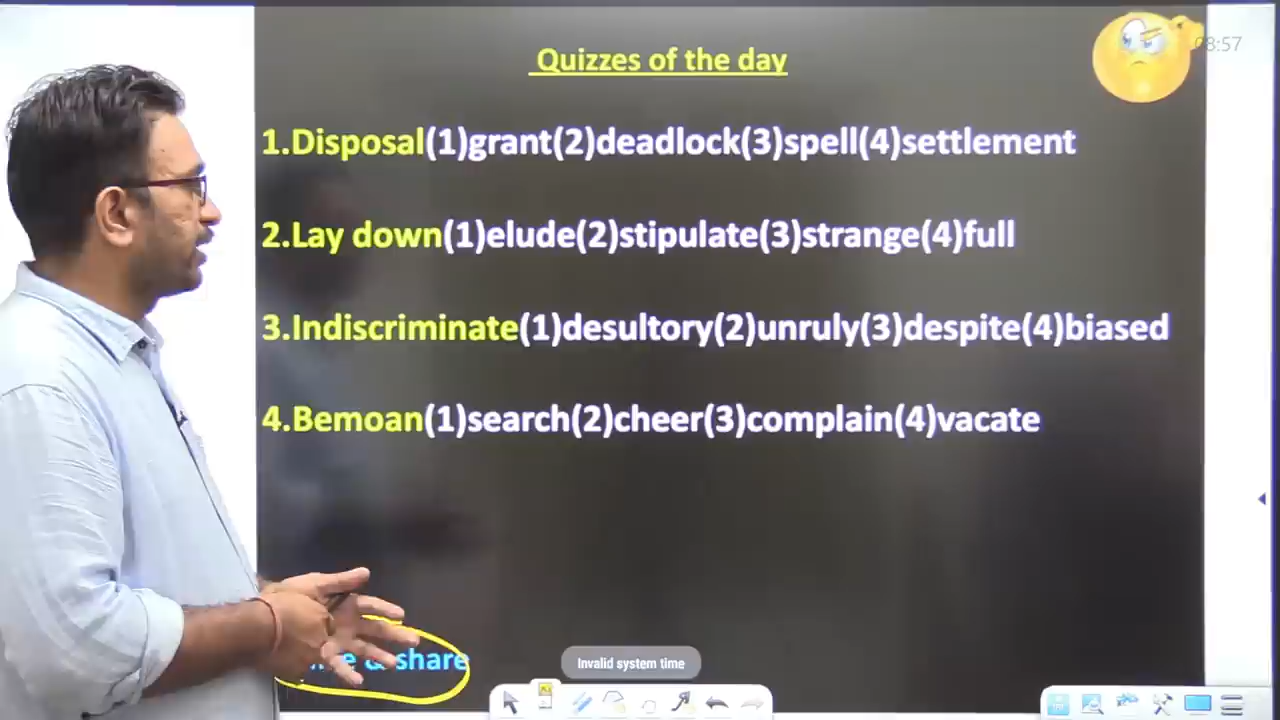 08:57
Quizzes of the day
1.Disposal(1)grant(2)deadlock(3)spell(4)settlement
2.Lay down(1)elude(2)stipulate(3)strange(4)full
3.Indiscriminate(1)desultory(2)unruly(3)despite(4)biased
4.Bemoan(1)search(2)cheer(3)complain(4)vacate
& share
Invalid system time